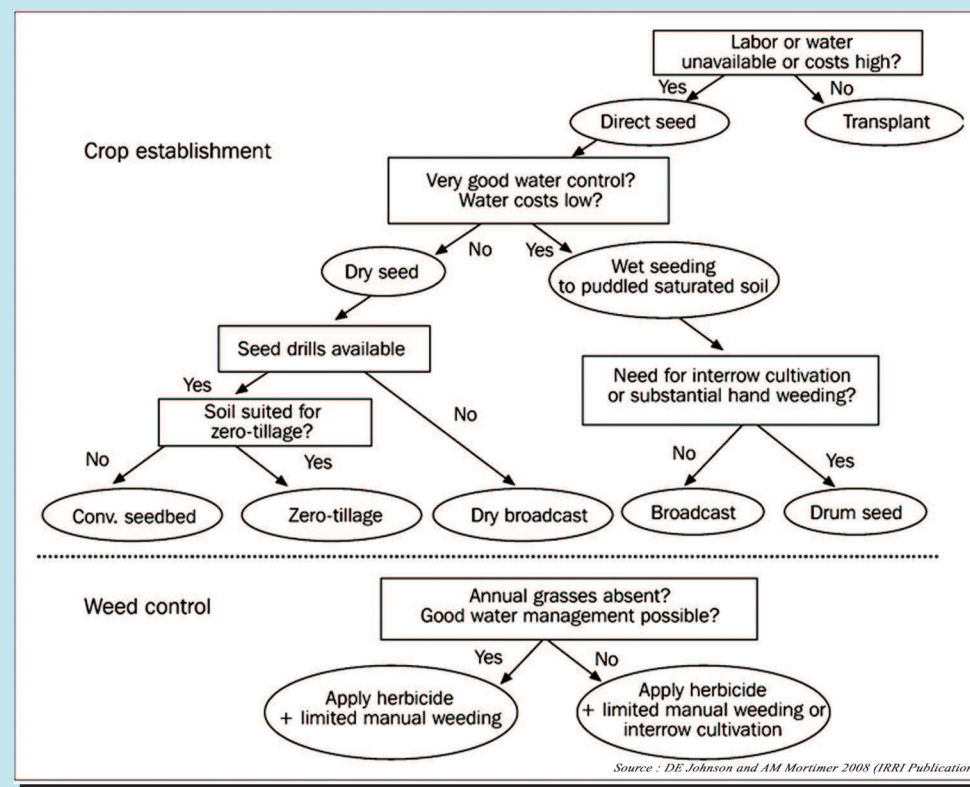 Labor or water
unavailable or costs high?
Yes
No
Direct seed
Transplant
Crop establishment
Very good water control?
Water costs low?
No
Yes
Dry seed
Wet seeding
to puddled saturated soil
Seed drills available
Need for interrow cultivation
or substantial hand weeding?
Yes
No
Soil suited for
zero-tillage?
No
Yes
No
Yes
Conv. seedbed
Zero-tillage
Dry broadcast
Broadcast
Drum seed
Weed control
Annual grasses absent?
Good water management possible?
Yes
No
Apply herbicide
+ limited manual weeding
Apply herbicide
+ limited manual weeding or
interrow cultivation
Source : DE Johnson and AM Mortimer 2008 (IRRI Publication